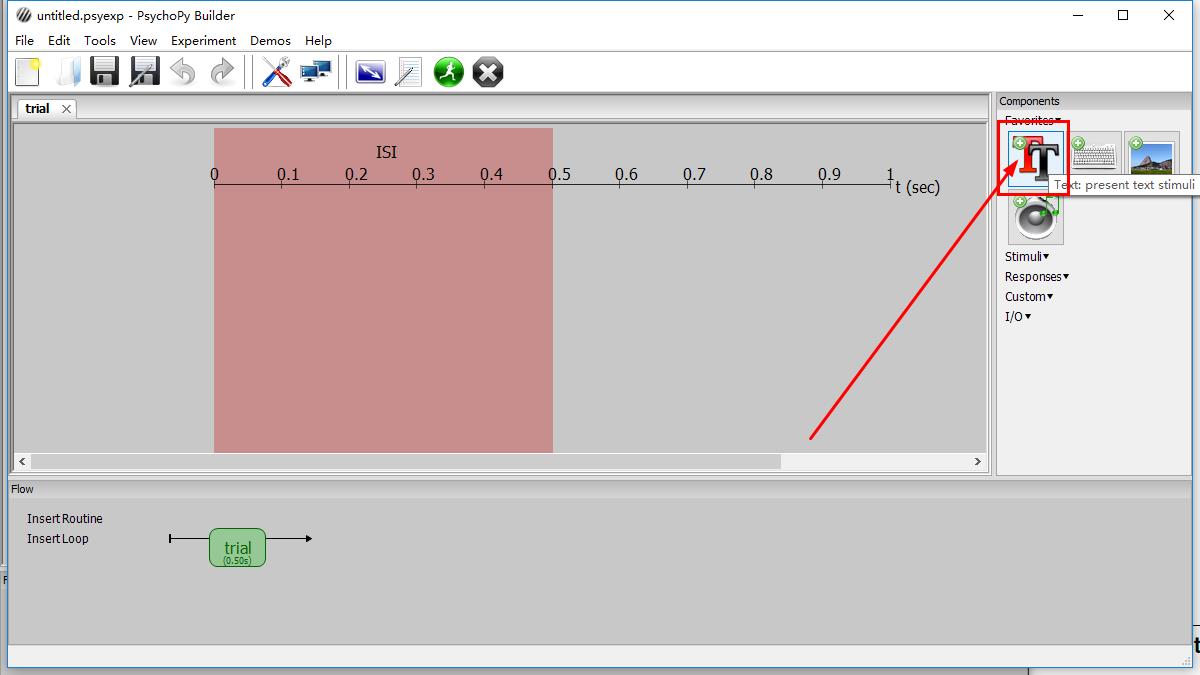 untitled.psyexp - PsychoPy Builder
File Edit Tools View Experiment Demos Help
trial
Components
Favorites
ISI
0 0.1 0.2 0.3 0.4 0.5 0.6 0.7 0.8 0.9 1
t (sec)
Text: present text stimuli
Stimuli
Responses
Custom
I/O
Flow
Insert Routine
Insert Loop
trial
(0.50s)